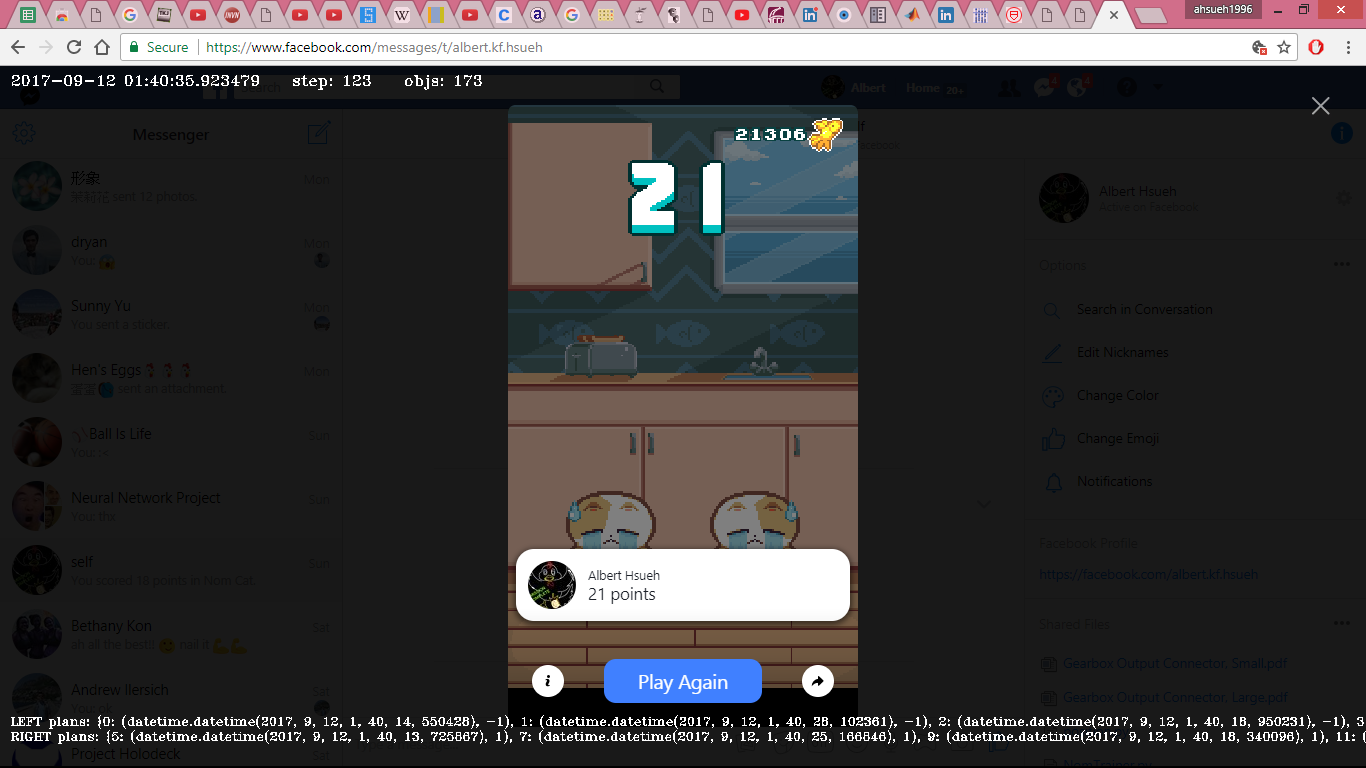 ahsueh1996
Secure https://www.facebook.com/messages/t/albert.kf.hsueh
2017-09-12 01:40:35.923479 step: 123 objs: 173
Search
Albert Home 20+
4 4
Messenger
21306
21
形象
Mon
sent 12 photos.
dryan
Mon
You:
Sunny Yu
Mon
You sent a sticker.
Hen's Eggs
Mon
sent an attachment.
Ball Is Life
Sun
You: :<
Neural Network Project
Sun
You: thx
self
Sun
You scored 18 points in Nom Cat.
Bethany Kon
Sat
ah all the best!! nail it
Andrew Ilersich
Sat
You: ok
Project Holodeck
Albert Hsueh
21 points
Play Again
Albert Hsueh
Active on Facebook
Options
Search in Conversation
Edit Nicknames
Change Color
Change Emoji
Notifications
Facebook Profile
https://facebook.com/albert.kf.hsueh
Shared Files
Gearbox Output Connector, Small.pdf
Gearbox Output Connector, Large.pdf
NomTrainer.py
LEFT plans: {0: (datetime.datetime(2017, 9, 12, 1, 40, 14, 550428), -1), 1: (datetime.datetime(2017, 9, 12, 1, 40, 28, 102361), -1), 2: (datetime.datetime(2017, 9, 12, 1, 40, 18, 950231), -1), 3
RIGHT plans: {5: (datetime.datetime(2017, 9, 12, 1, 40, 13, 725867), 1), 7: (datetime.datetime(2017, 9, 12, 1, 40, 25, 166846), 1), 9: (datetime.datetime(2017, 9, 12, 1, 40, 18, 340096), 1), 11: (